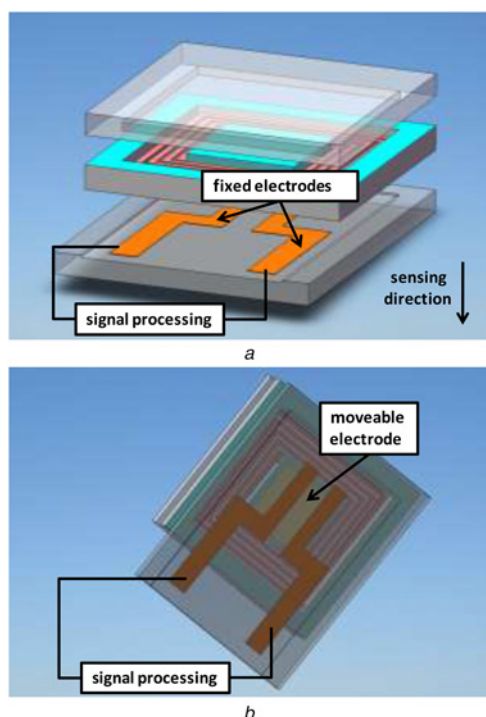 fixed electrodes
sensing
direction
signal processing
a
moveable
electrode
signal processing
b